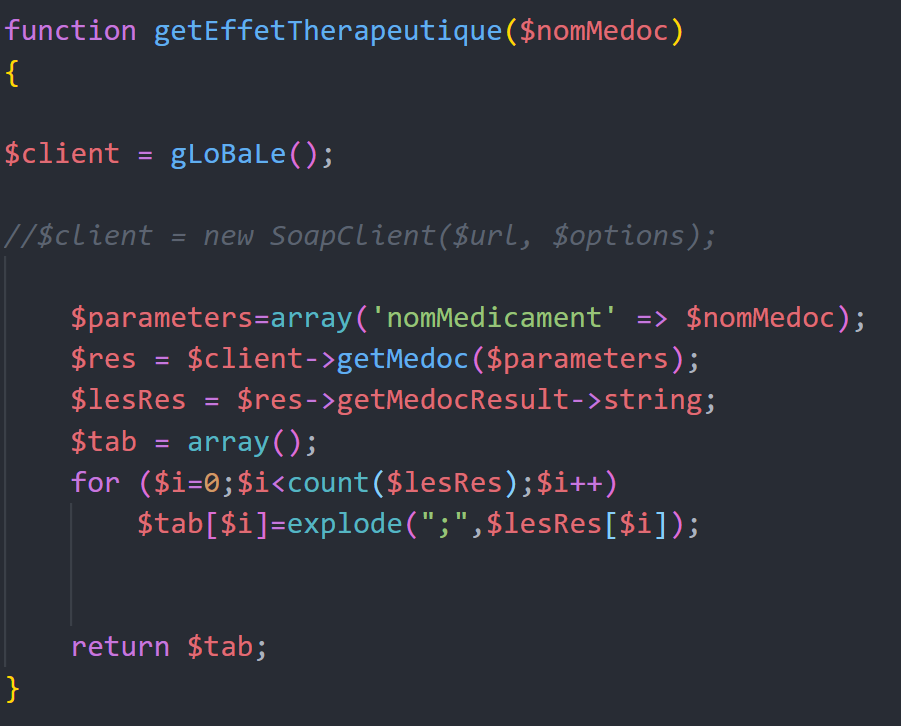 function getEffetTherapeutique($nomMedoc)
{
$client = gLoBaLe();
//$client = new SoapClient($url, $options);
$parameters=array('nomMedicament' => $nomMedoc);
$res = $client->getMedoc($parameters);
$lesRes = $res->getMedocResult->string;
$tab = array();
for ($i=0;$i<count($lesRes);$i++)
$tab[$i]=explode(";",$lesRes[$i]);
return $tab;
}